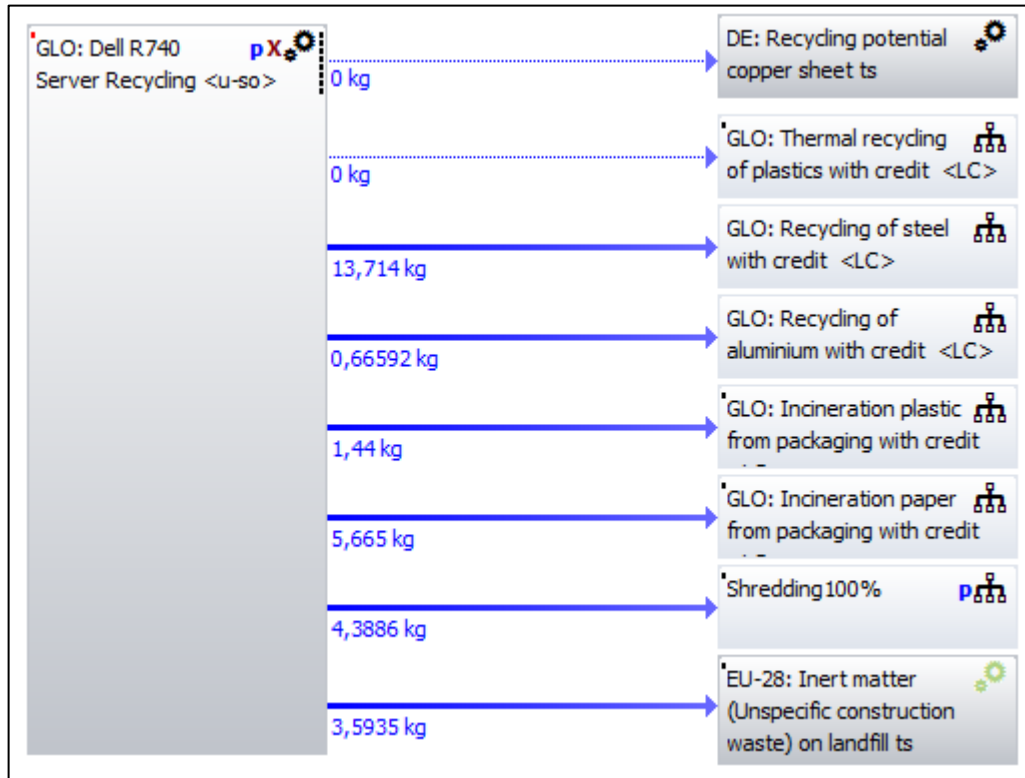 GLO: Dell R740 pX
Server Recycling <u-so>
0 kg
DE: Recycling potential
copper sheet ts
0 kg
GLO: Thermal recycling
of plastics with credit <LC>
13,714 kg
GLO: Recycling of steel
with credit <LC>
0,66592 kg
GLO: Recycling of
aluminium with credit <LC>
1,44 kg
GLO: Incineration plastic
from packaging with credit
5,665 kg
GLO: Incineration paper
from packaging with credit
4,3886 kg
Shredding100% p
3,5935 kg
EU-28: Inert matter
(Unspecific construction
waste) on landfill ts